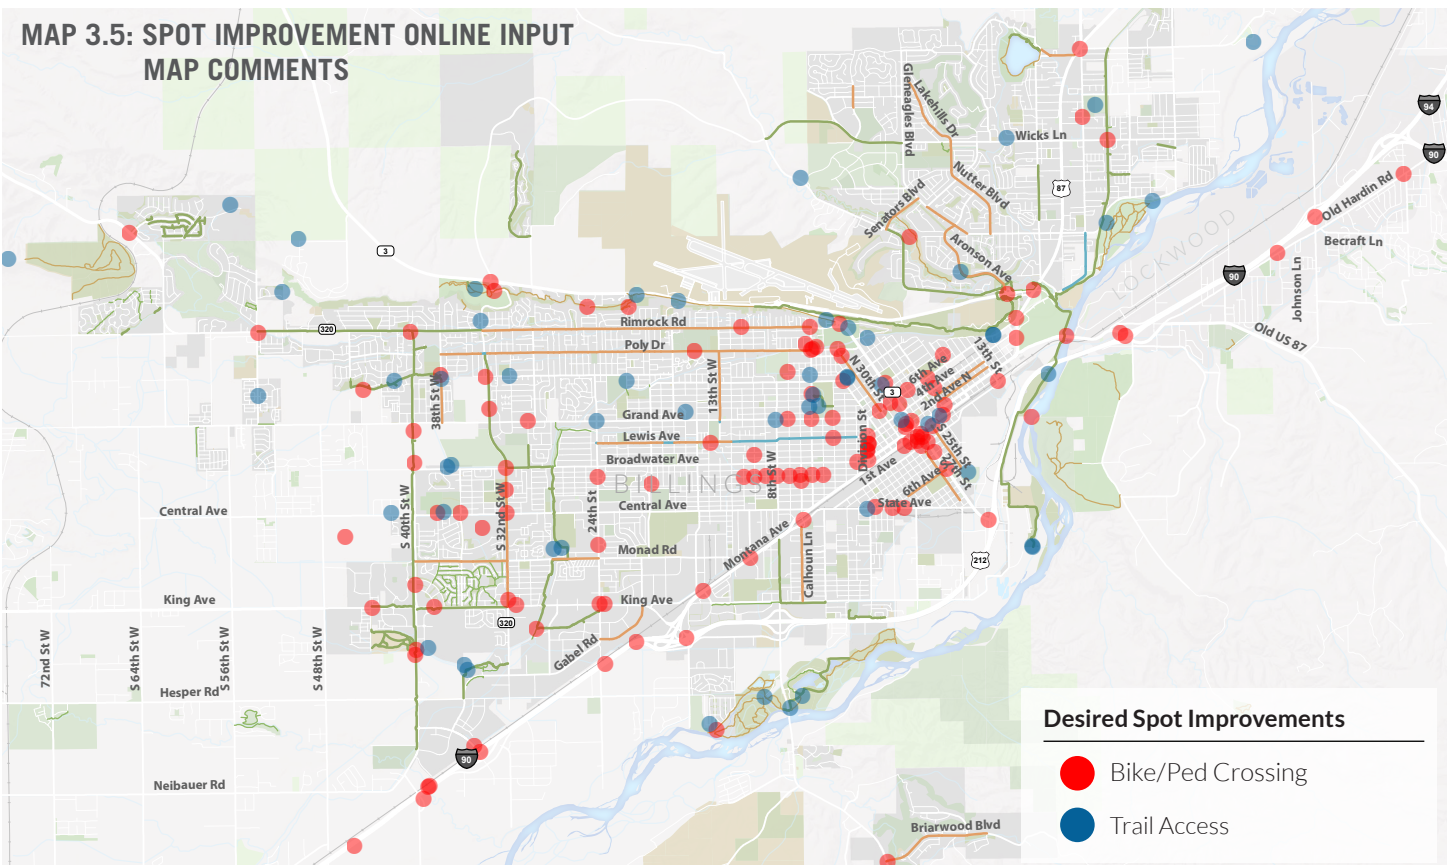 MAP 3.5: SPOT IMPROVEMENT ONLINE INPUT
MAP COMMENTS
Gleneagles Blvd
Lakehills Dr
Wicks Ln
94
90
87
Nutter Blvd
Senators Blvd
Old Hardin Rd
Becraft Ln
Aronson Ave
LOCKWOOD
3
90
Johnson Ln
320
Rimrock Rd
Poly Dr
Old US 87
13th St
N 30th St
6th Ave
4th Ave
2nd Ave N
3
38th St W
13th St W
Grand Ave
Lewis Ave
Division St
S 25th St
Broadwater Ave
8th St W
1st Ave
27th St
BILLINGS
6th Ave
State Ave
Central Ave
S 40th St W
S 32nd St W
24th St
Central Ave
Monad Rd
Montana Ave
Calhoun Ln
212
King Ave
King Ave
320
72nd St W
S 64th St W
S 56th St W
S 48th St W
Gabel Rd
Hesper Rd
90
Neibauer Rd
Briarwood Blvd
Desired Spot Improvements
Bike/Ped Crossing
Trail Access